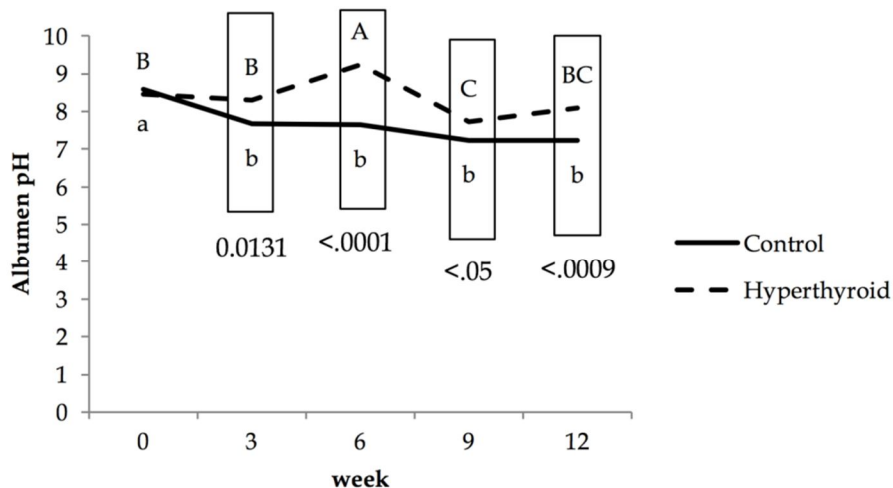 Albumen pH
10
9
8
7
6
5
4
3
2
1
0
B
a
B
b
0.0131
A
b
<.0001
C
b
<.05
BC
b
<.0009
0 3 6 9 12
week
Control
Hyperthyroid